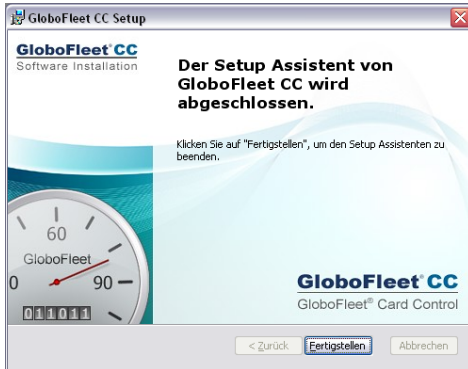 GloboFleet CC Setup
GloboFleet® CC
Software Installation
Der Setup Assistent von
GloboFleet CC wird
abgeschlossen.
Klicken Sie auf "Fertigstellen", um den Setup Assistenten zu
beenden.
60
GloboFleet
0
90
011011
GloboFleet® CC
GloboFleet® Card Control
< Zurück
Fertigstellen
Abbrechen